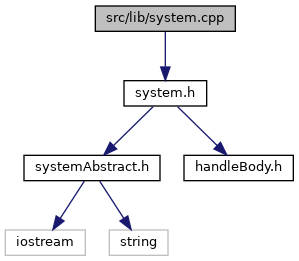 src/lib/system.cpp
system.h
systemAbstract.h
handleBody.h
iostream
string